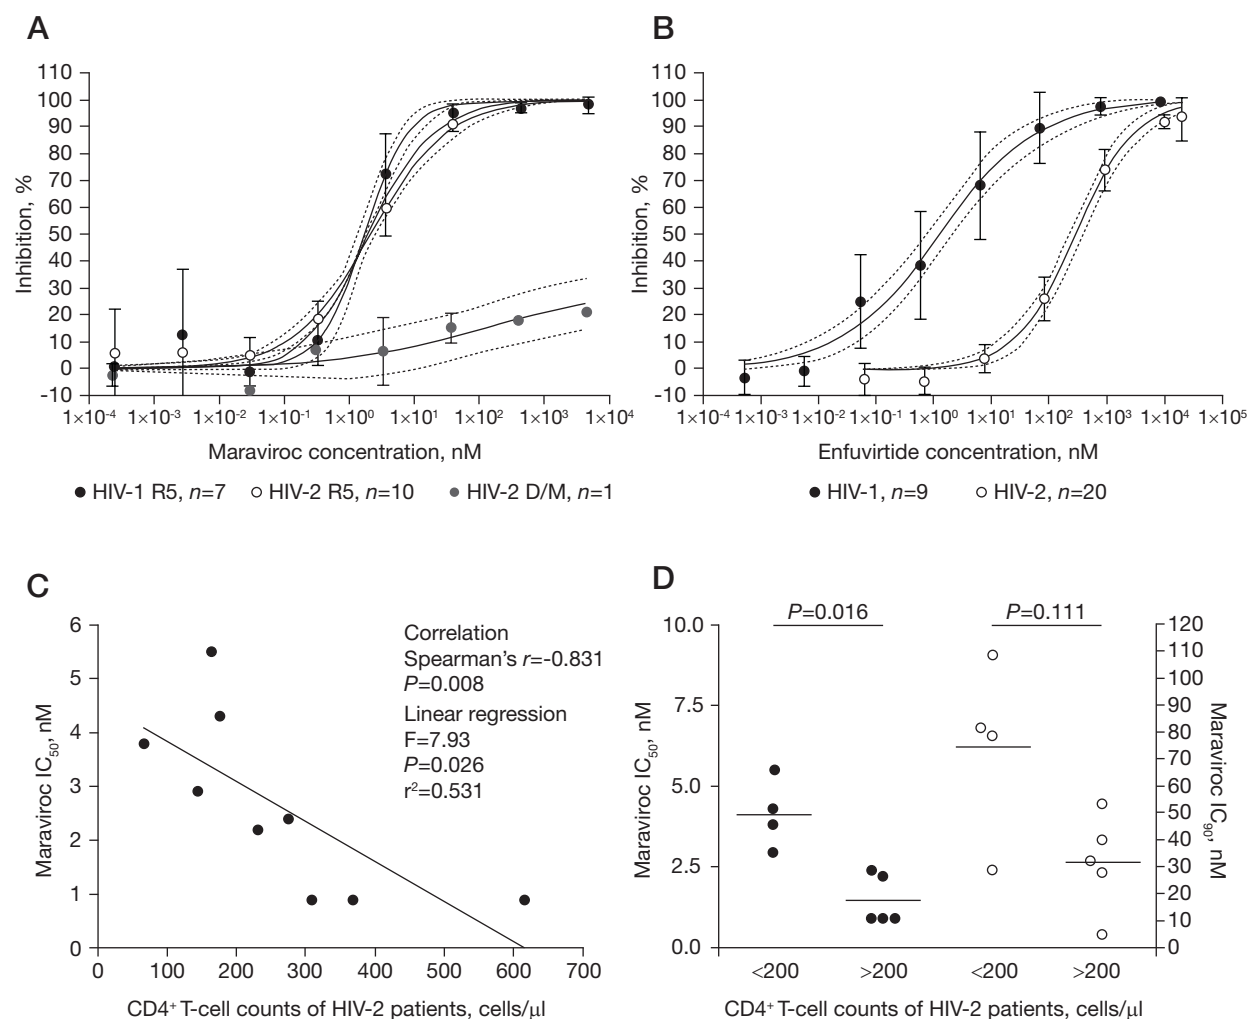 A
110
100
90
80
70
60
50
40
30
20
10
0
-10
Inhibition, %
1×10⁻⁴ 1×10⁻³ 1×10⁻² 1×10⁻¹ 1×10⁰ 1×10¹ 1×10² 1×10³ 1×10⁴
Maraviroc concentration, nM
HIV-1 R5, n=7 HIV-2 R5, n=10 HIV-2 D/M, n=1
B
110
100
90
80
70
60
50
40
30
20
10
0
-10
Inhibition, %
1×10⁻⁴ 1×10⁻³ 1×10⁻² 1×10⁻¹ 1×10⁰ 1×10¹ 1×10² 1×10³ 1×10⁴ 1×10⁵
Enfuvirtide concentration, nM
HIV-1, n=9 HIV-2, n=20
C
6
5
4
3
2
1
0
Maraviroc IC₅₀, nM
Correlation
Spearman's r=-0.831
P=0.008
Linear regression
F=7.93
P=0.026
r²=0.531
0 100 200 300 400 500 600 700
CD4⁺ T-cell counts of HIV-2 patients, cells/µl
D
P=0.016 P=0.111
10.0
7.5
5.0
2.5
0.0
Maraviroc IC₅₀, nM
120
110
100
90
80
70
60
50
40
30
20
10
0
Maraviroc IC₉₀, nM
<200 >200 <200 >200
CD4⁺ T-cell counts of HIV-2 patients, cells/µl